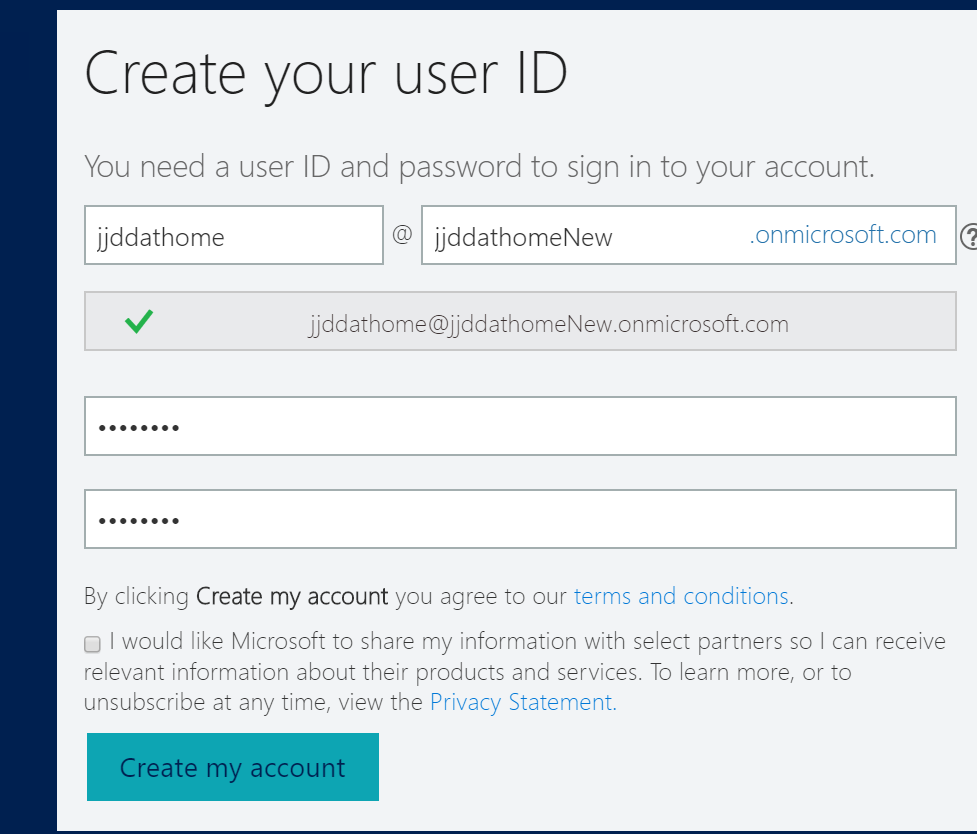 Create your user ID
You need a user ID and password to sign in to your account.
jjddathome @ jjddathomeNew .onmicrosoft.com ?
jjddathome@jjddathomeNew.onmicrosoft.com
••••••••
••••••••
By clicking Create my account you agree to our terms and conditions.
I would like Microsoft to share my information with select partners so I can receive
relevant information about their products and services. To learn more, or to
unsubscribe at any time, view the Privacy Statement.
Create my account